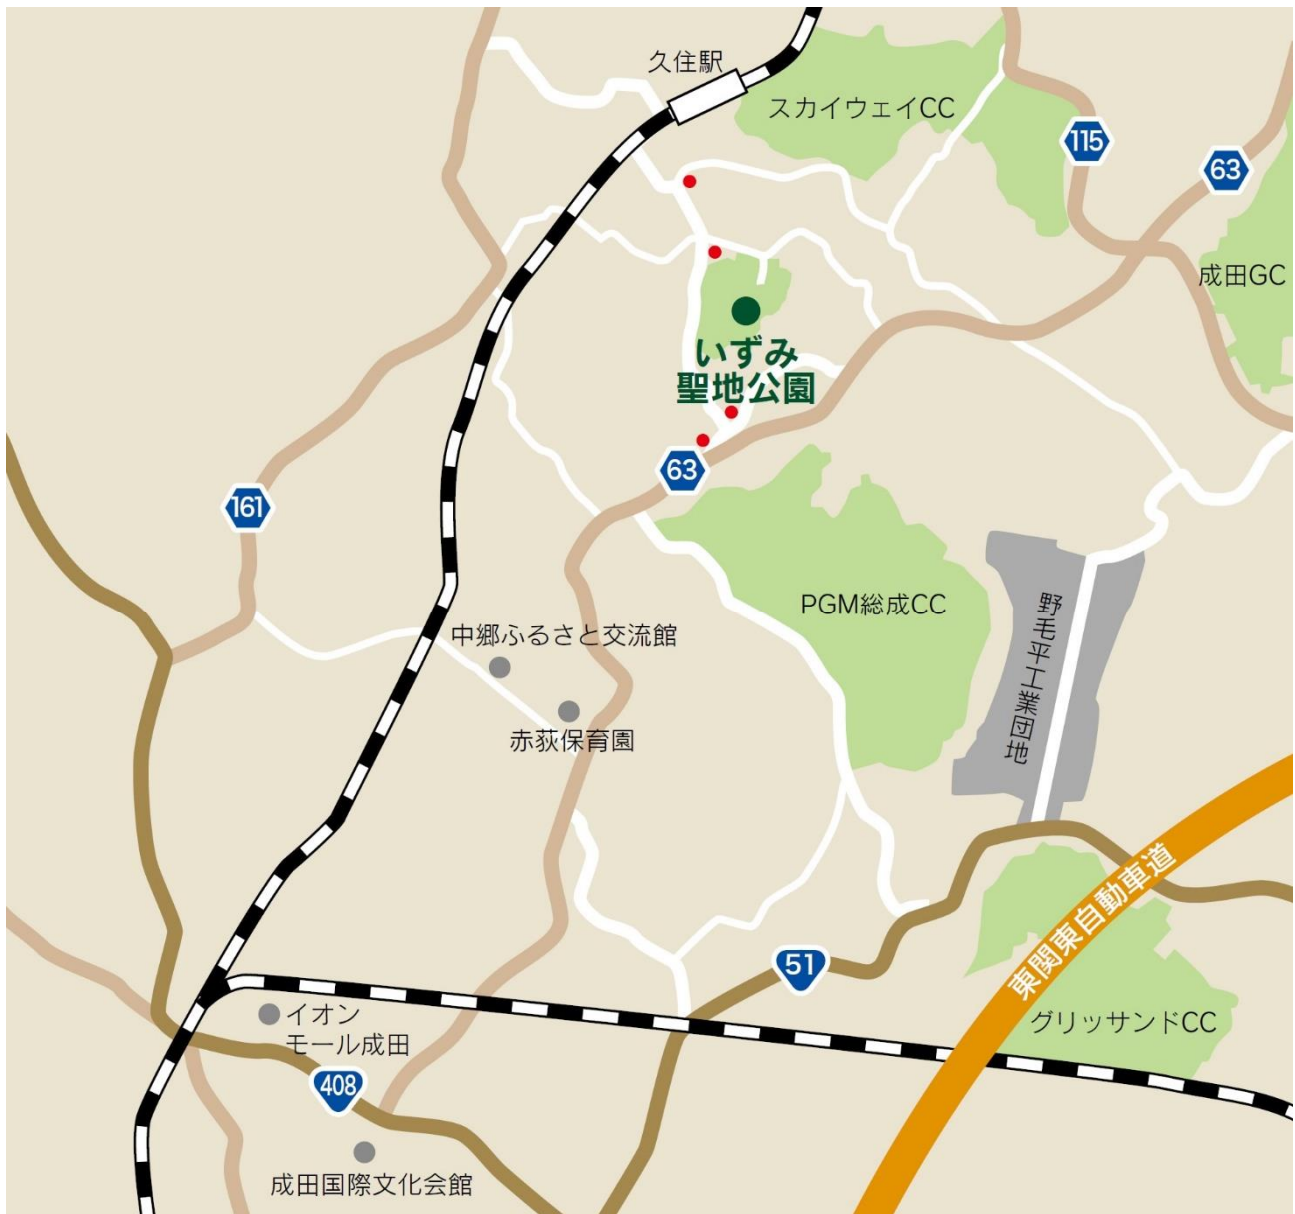 久住駅
スカイウェイCC
115
63
成田GC
いずみ
聖地公園
63
161
PGM総成CC
野毛平工業団地
中郷ふるさと交流館
赤荻保育園
東関東自動車道
51
グリッサンドCC
イオン
モール成田
408
成田国際文化会館